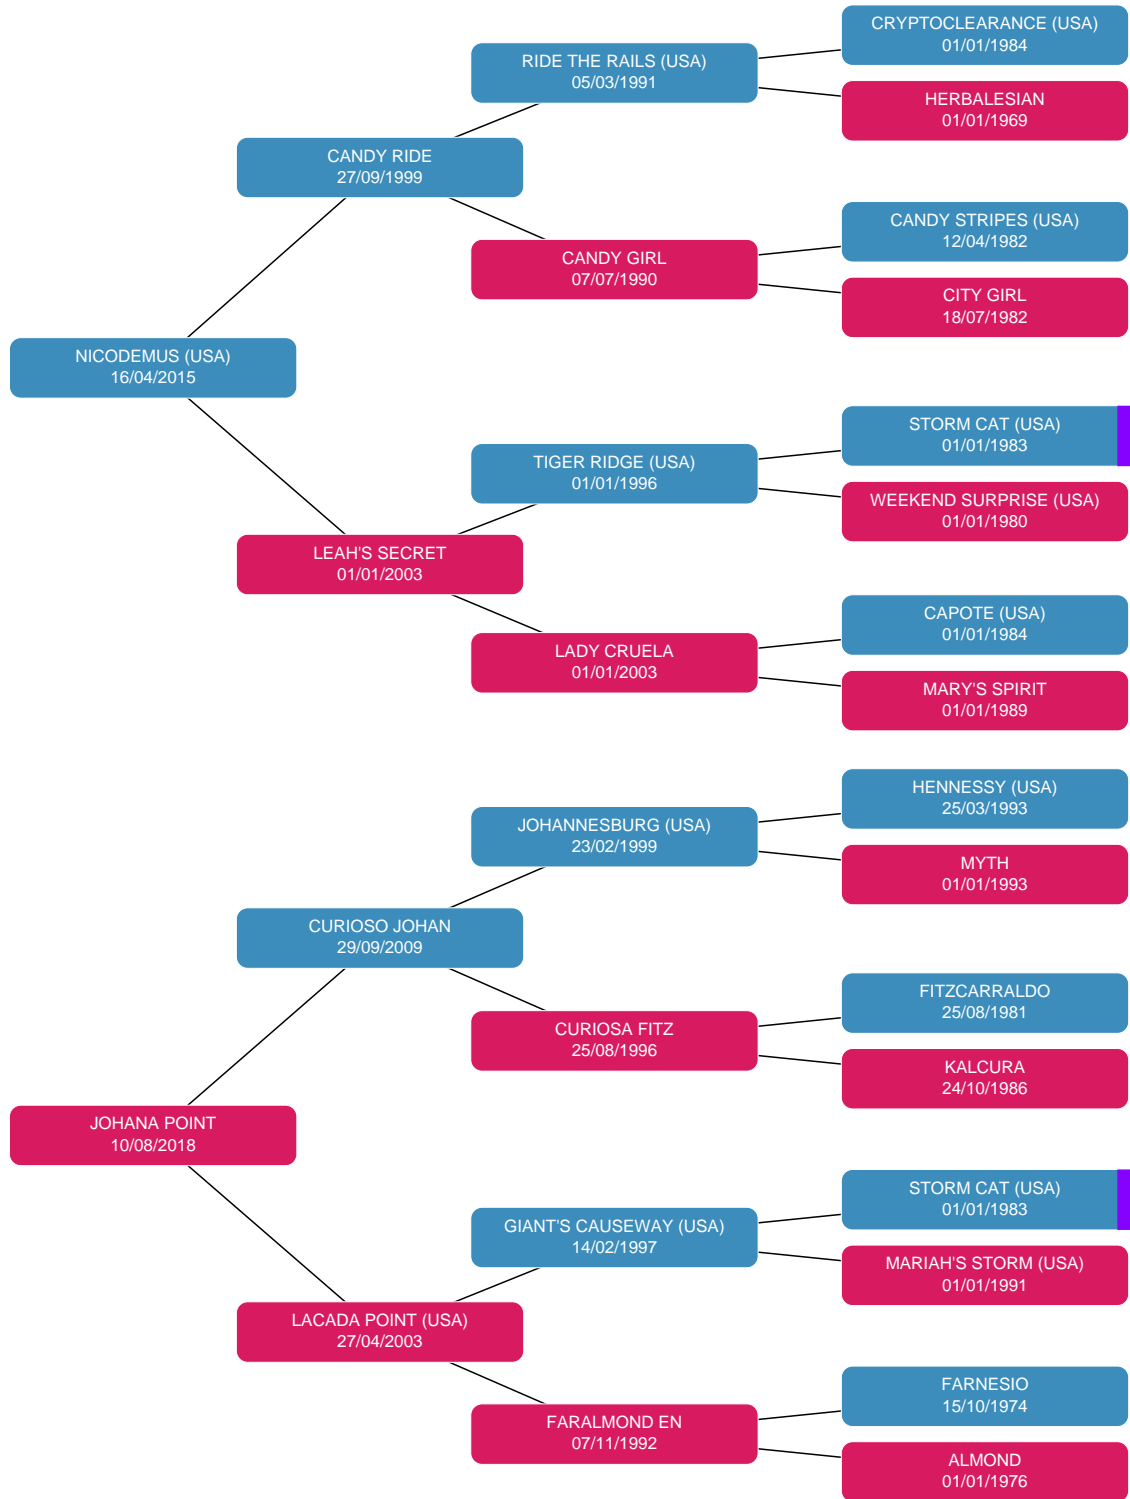 CRYPTOCLEARANCE (USA)
01/01/1984
RIDE THE RAILS (USA)
05/03/1991
HERBALESIAN
01/01/1969
CANDY RIDE
27/09/1999
CANDY STRIPES (USA)
12/04/1982
CANDY GIRL
07/07/1990
CITY GIRL
18/07/1982
NICODEMUS (USA)
16/04/2015
STORM CAT (USA)
01/01/1983
TIGER RIDGE (USA)
01/01/1996
WEEKEND SURPRISE (USA)
01/01/1980
LEAH'S SECRET
01/01/2003
CAPOTE (USA)
01/01/1984
LADY CRUELA
01/01/2003
MARY'S SPIRIT
01/01/1989
HENNESSY (USA)
25/03/1993
JOHANNESBURG (USA)
23/02/1999
MYTH
01/01/1993
CURIOSO JOHAN
29/09/2009
FITZCARRALDO
25/08/1981
CURIOSA FITZ
25/08/1996
KALCURA
24/10/1986
JOHANA POINT
10/08/2018
STORM CAT (USA)
01/01/1983
GIANT'S CAUSEWAY (USA)
14/02/1997
MARIAH'S STORM (USA)
01/01/1991
LACADA POINT (USA)
27/04/2003
FARNESIO
15/10/1974
FARALMOND EN
07/11/1992
ALMOND
01/01/1976